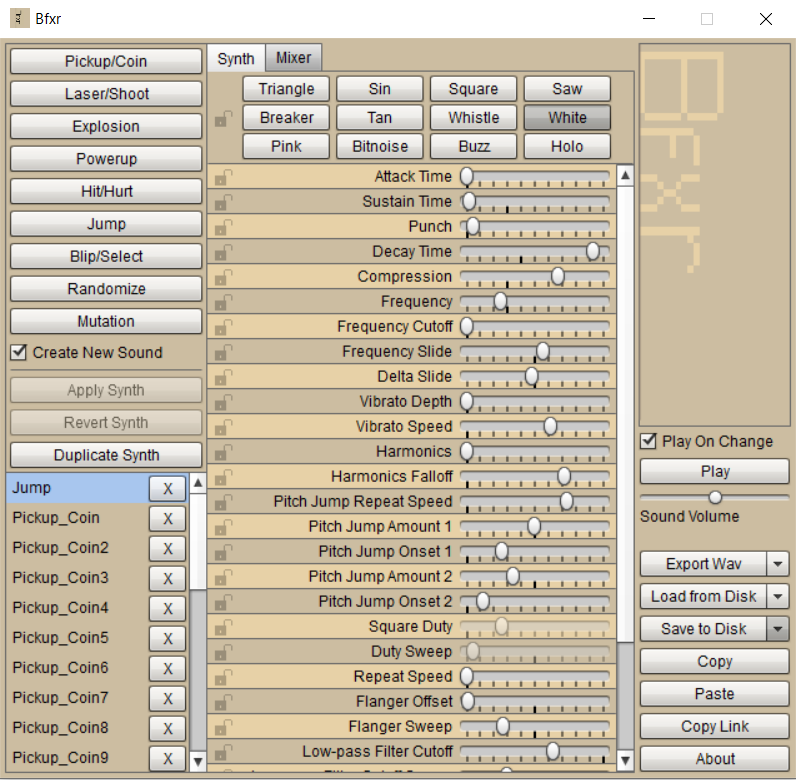 Bfxr
Pickup/Coin
Laser/Shoot
Explosion
Powerup
Hit/Hurt
Jump
Blip/Select
Randomize
Mutation
Create New Sound
Apply Synth
Revert Synth
Duplicate Synth
Jump X
Pickup_Coin X
Pickup_Coin2 X
Pickup_Coin3 X
Pickup_Coin4 X
Pickup_Coin5 X
Pickup_Coin6 X
Pickup_Coin7 X
Pickup_Coin8 X
Pickup_Coin9 X
Synth Mixer
Triangle Sin Square Saw
Breaker Tan Whistle White
Pink Bitnoise Buzz Holo
Attack Time
Sustain Time
Punch
Decay Time
Compression
Frequency
Frequency Cutoff
Frequency Slide
Delta Slide
Vibrato Depth
Vibrato Speed
Harmonics
Harmonics Falloff
Pitch Jump Repeat Speed
Pitch Jump Amount 1
Pitch Jump Onset 1
Pitch Jump Amount 2
Pitch Jump Onset 2
Square Duty
Duty Sweep
Repeat Speed
Flanger Offset
Flanger Sweep
Low-pass Filter Cutoff
Bfxr
Play On Change
Play
Sound Volume
Export Wav
Load from Disk
Save to Disk
Copy
Paste
Copy Link
About